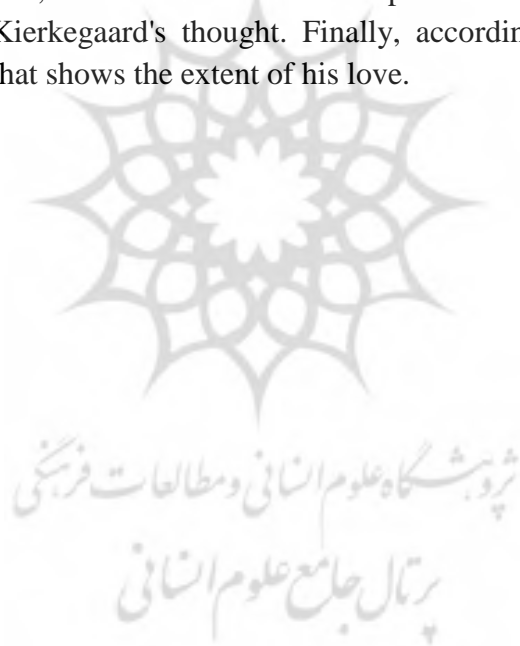 Kierkegaard's thought. Finally, accordin
hat shows the extent of his love.
پژوهشگاه علوم انسانی و مطالعات فرهنگی
پرتال جامع علوم انسانی